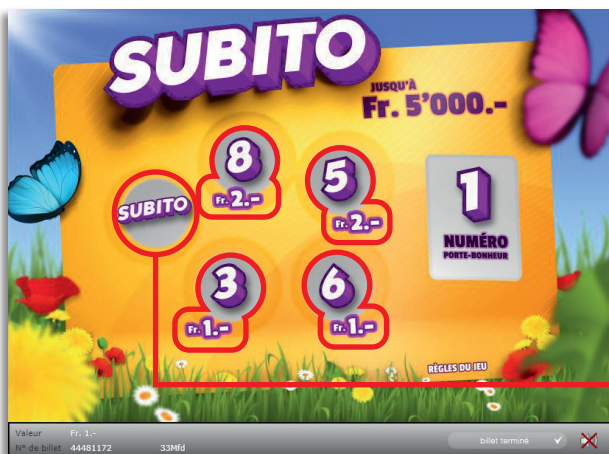 SUBITO
JUSQU'À
Fr. 5'000.-
8
Fr. 2.-
5
Fr. 2.-
SUBITO
1
NUMÉRO
PORTE-BONHEUR
3
Fr. 1.-
6
Fr. 1.-
RÈGLES DU JEU
Valeur Fr. 1.-
N° de billet 44481172 33Mfd
billet terminé